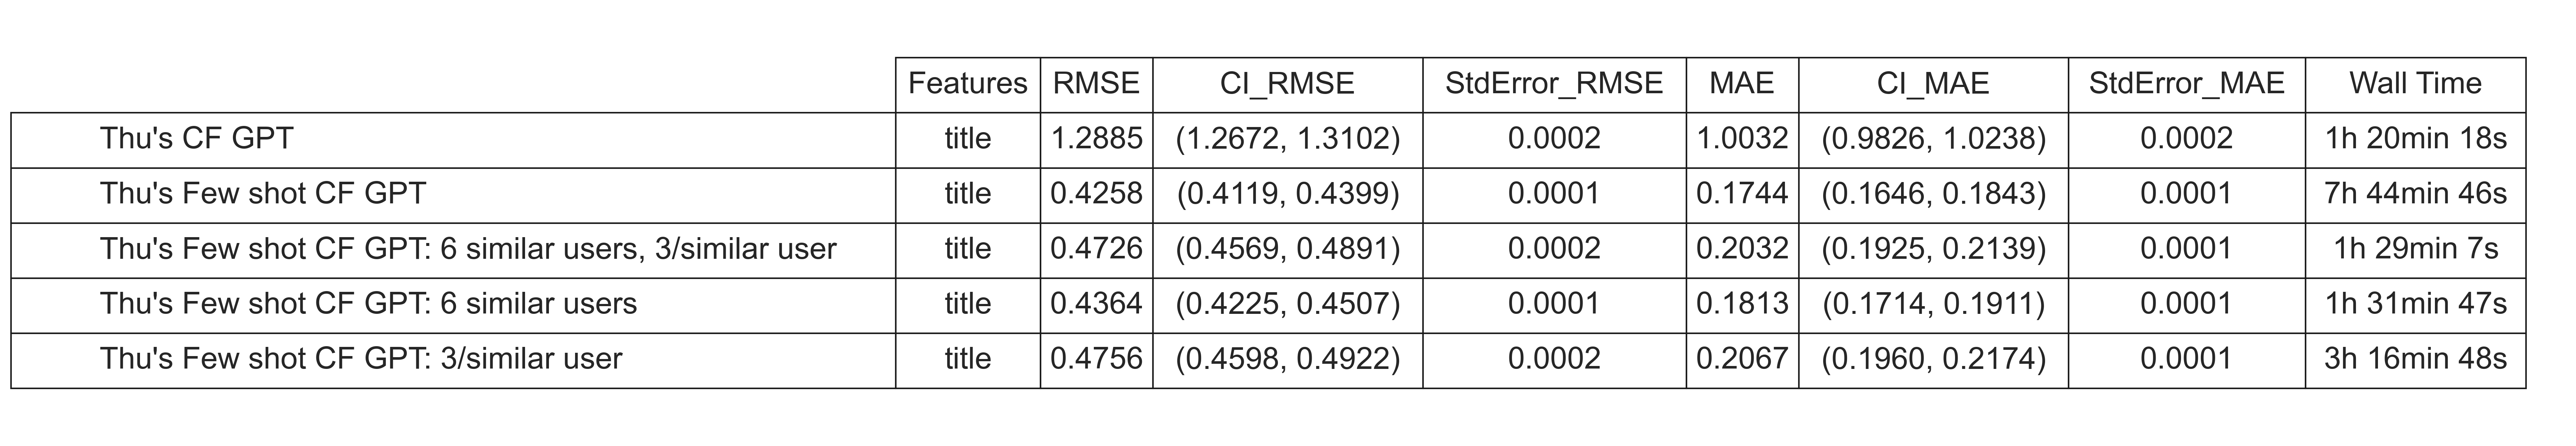 Features RMSE CI_RMSE StdError_RMSE MAE CI_MAE StdError_MAE Wall Time
Thu's CF GPT title 1.2885 (1.2672, 1.3102) 0.0002 1.0032 (0.9826, 1.0238) 0.0002 1h 20min 18s
Thu's Few shot CF GPT title 0.4258 (0.4119, 0.4399) 0.0001 0.1744 (0.1646, 0.1843) 0.0001 7h 44min 46s
Thu's Few shot CF GPT: 6 similar users, 3/similar user title 0.4726 (0.4569, 0.4891) 0.0002 0.2032 (0.1925, 0.2139) 0.0001 1h 29min 7s
Thu's Few shot CF GPT: 6 similar users title 0.4364 (0.4225, 0.4507) 0.0001 0.1813 (0.1714, 0.1911) 0.0001 1h 31min 47s
Thu's Few shot CF GPT: 3/similar user title 0.4756 (0.4598, 0.4922) 0.0002 0.2067 (0.1960, 0.2174) 0.0001 3h 16min 48s